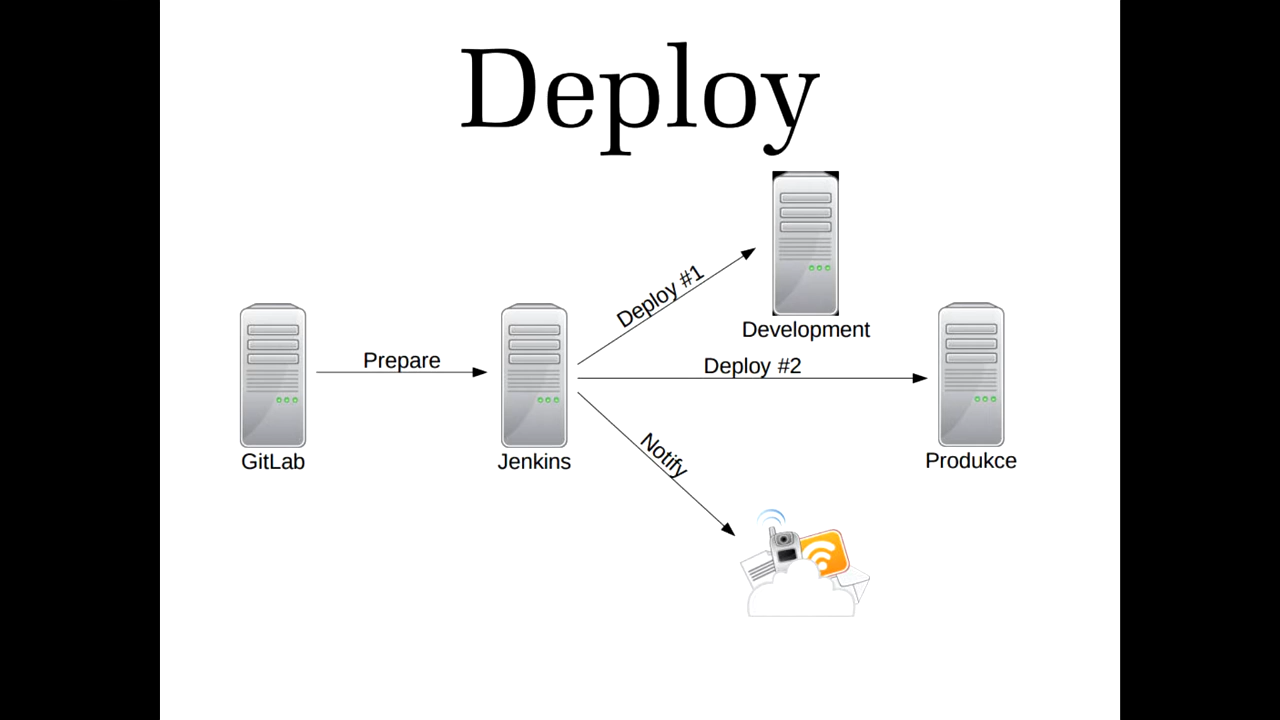 Deploy
Deploy #1
Development
Prepare
Deploy #2
GitLab
Jenkins
Notify
Produkce